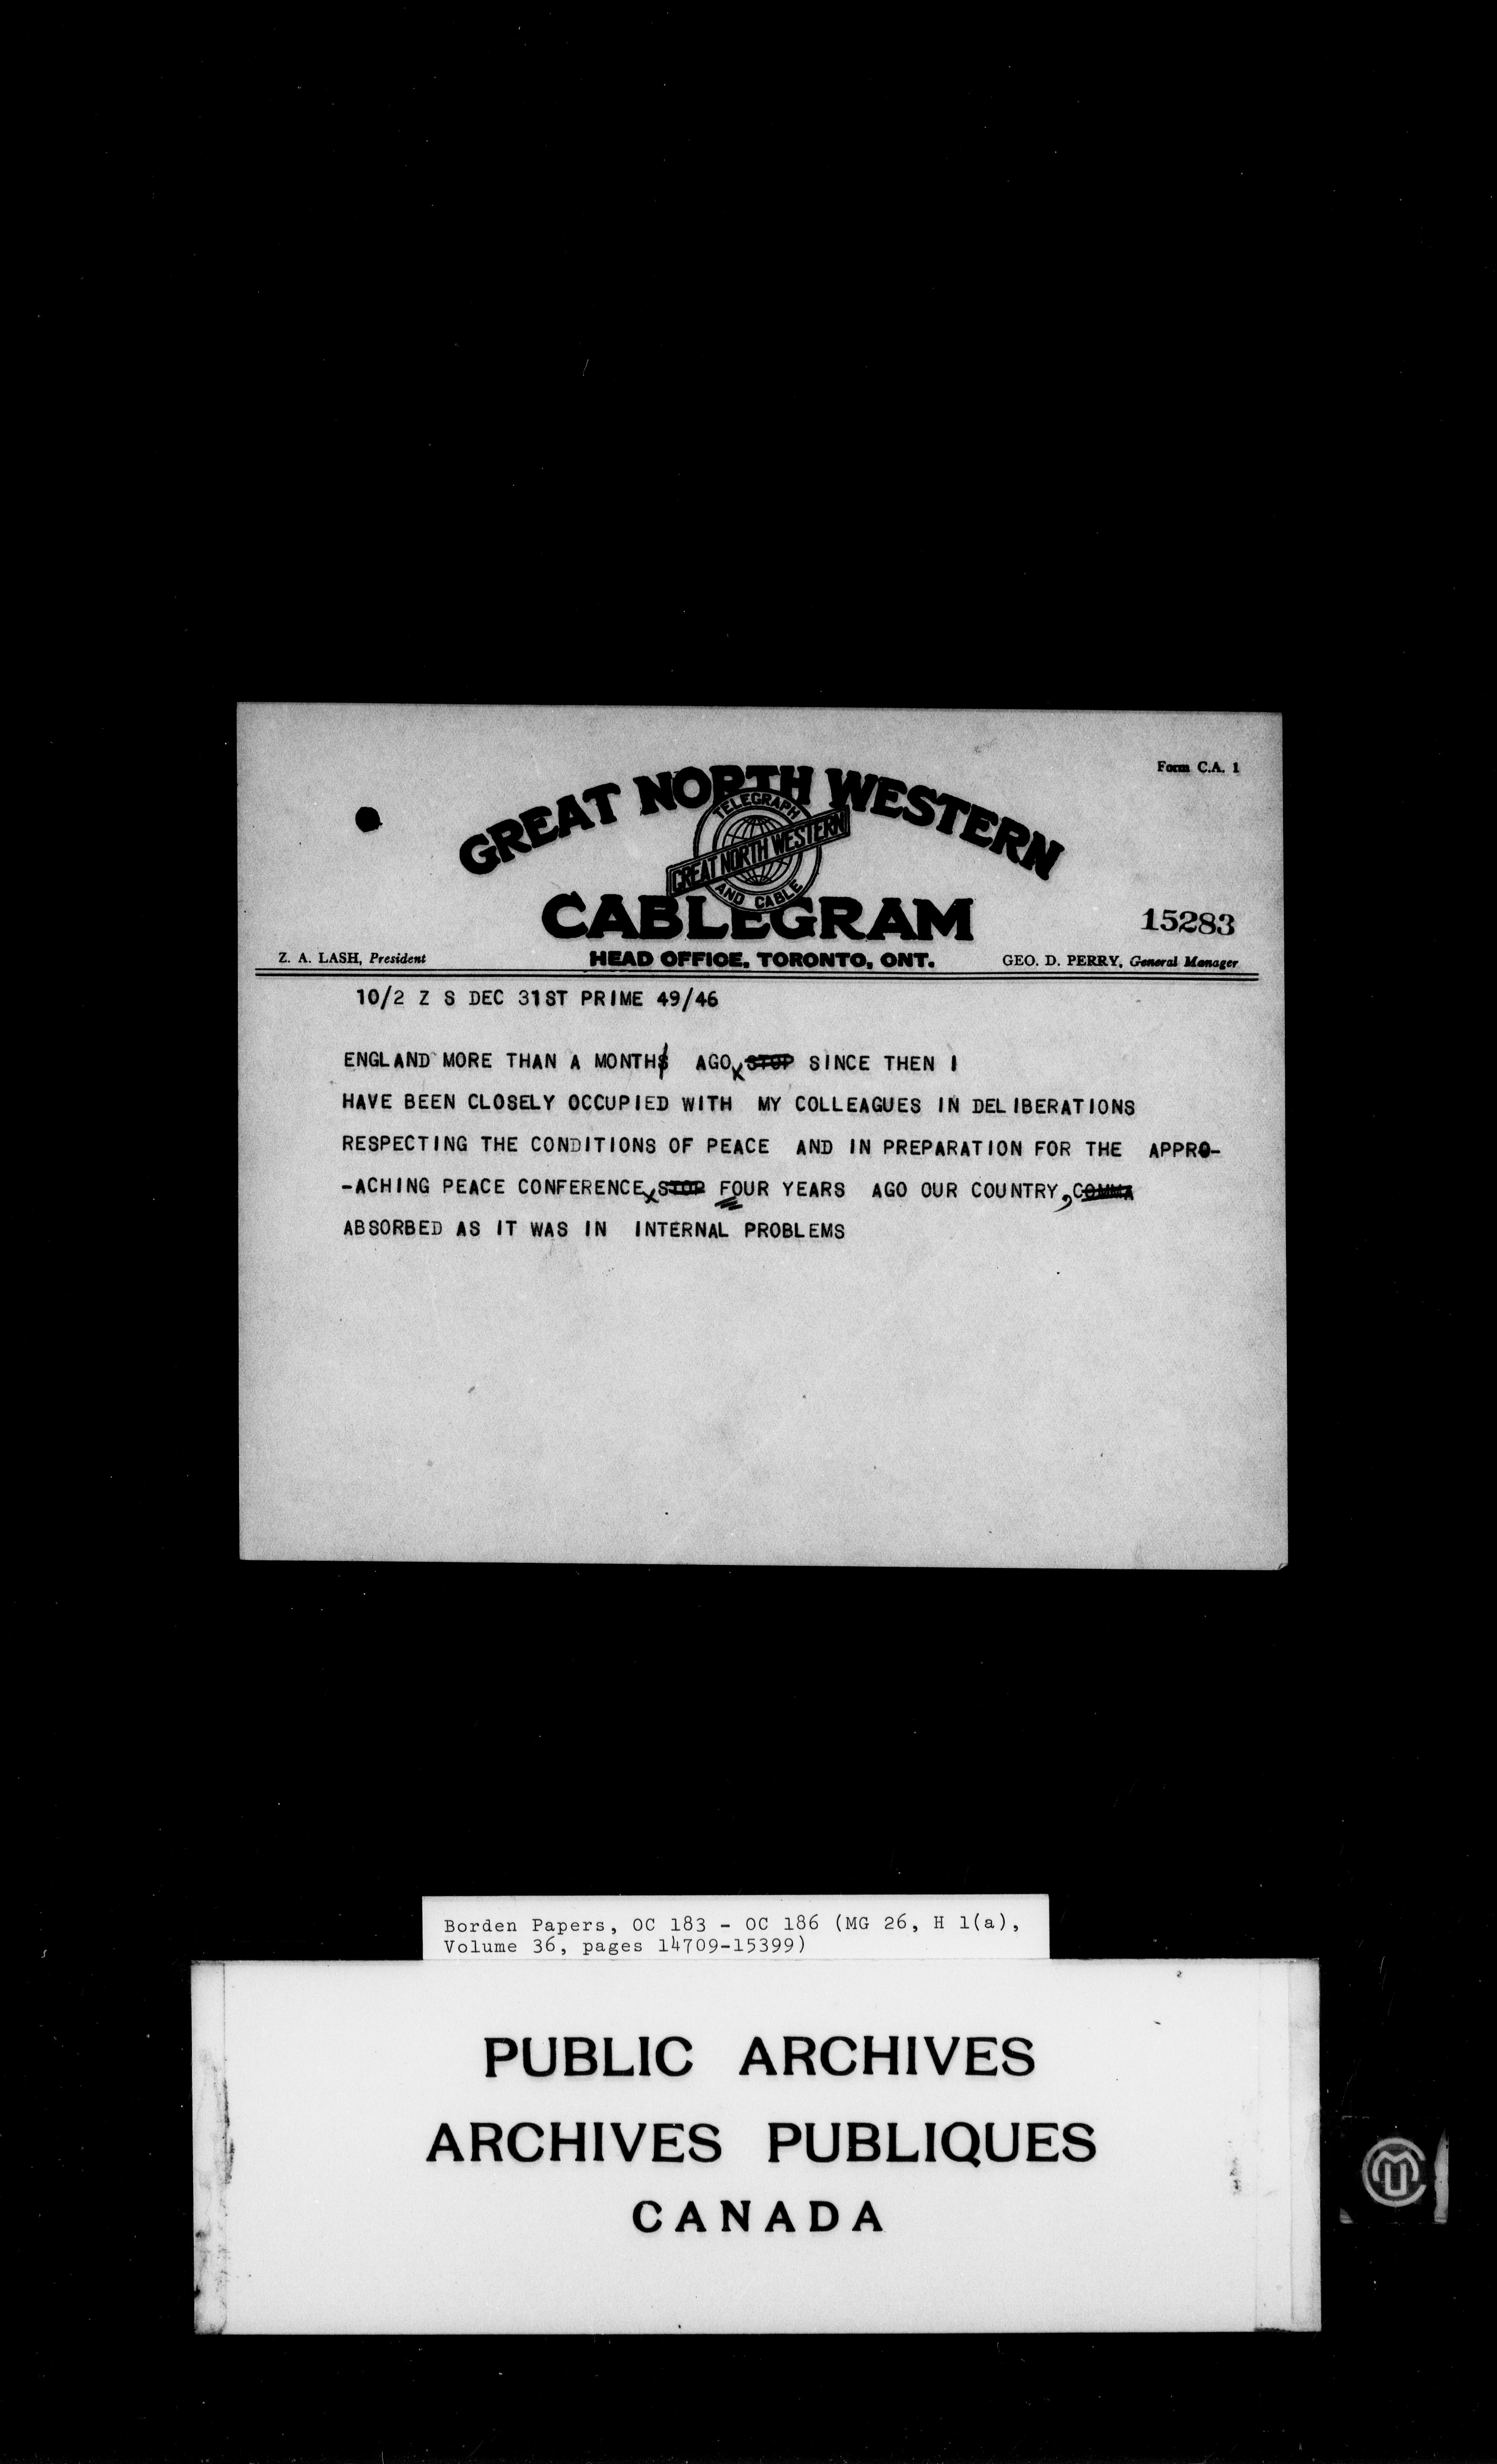 Form C.A. 1
GREAT NORTH WESTERN
TELEGRAPH
GREAT NORTH WESTERN
AND CABLE
CABLEGRAM
15283
Z. A. LASH, President HEAD OFFICE, TORONTO, ONT. GEO. D. PERRY, General Manager
10/2 Z S DEC 31ST PRIME 49/46
ENGLAND MORE THAN A MONTHS AGO x STOP SINCE THEN I
HAVE BEEN CLOSELY OCCUPIED WITH MY COLLEAGUES IN DELIBERATIONS
RESPECTING THE CONDITIONS OF PEACE AND IN PREPARATION FOR THE APPRO-
-ACHING PEACE CONFERENCE x STOP FOUR YEARS AGO OUR COUNTRY, COMMA
ABSORBED AS IT WAS IN INTERNAL PROBLEMS
Borden Papers, OC 183 - OC 186 (MG 26, H 1(a),
Volume 36, pages 14709-15399)
PUBLIC ARCHIVES
ARCHIVES PUBLIQUES
CANADA